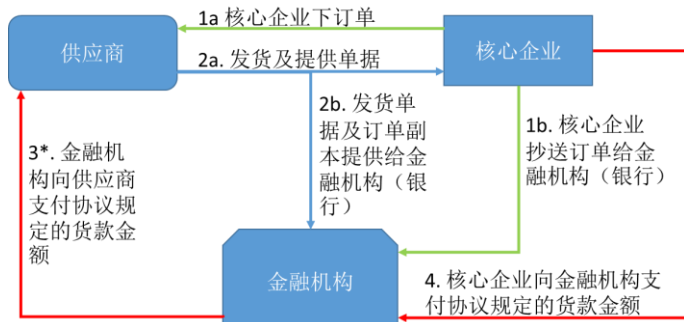 1a 核心企业下订单
供应商
核心企业
2a. 发货及提供单据
2b. 发货单
据及订单副
本提供给金
融机构（银
行）
1b. 核心企业
抄送订单给金
融机构（银行）
3*. 金融机
构向供应商
支付协议规
定的货款金
额
金融机构
4. 核心企业向金融机构支
付协议规定的货款金额